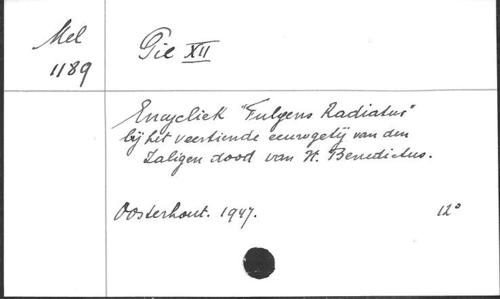 Mel
1189
Pie XII
Encycliek "Fulgens Radiatur"
bij het veertiende eeuwgetij van den
Zaligen dood van H. Benedictus.
Oosterhout. 1947.
12°